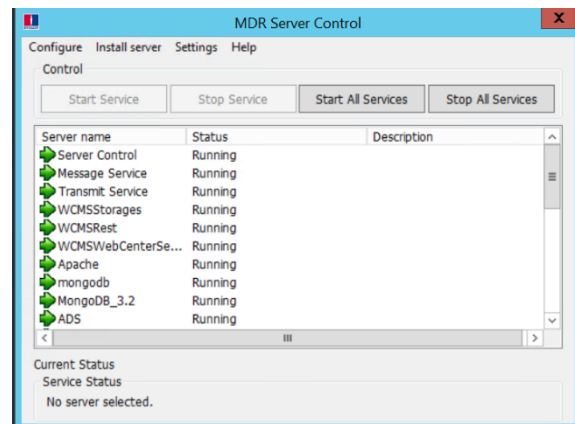 MDR Server Control
X
Configure Install server Settings Help
Control
Start Service Stop Service Start All Services Stop All Services
Server name Status Description
Server Control Running
Message Service Running
Transmit Service Running
WCMSStorages Running
WCMSRest Running
WCMSWebCenterSe... Running
Apache Running
mongodb Running
MongoDB_3.2 Running
ADS Running
Current Status
Service Status
No server selected.